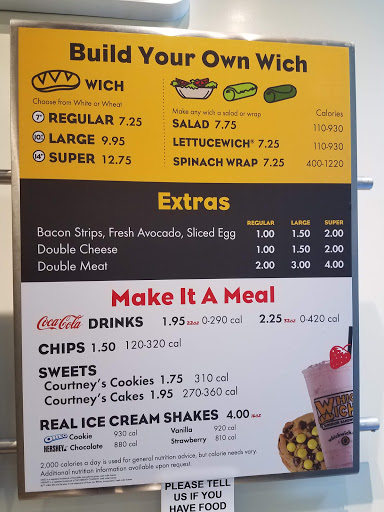 Build Your Own Wich
WICH
Choose from White or Wheat
7" REGULAR 7.25
10" LARGE 9.95
14" SUPER 12.75
Make any wich a salad or wrap Calories
SALAD 7.75 110-930
LETTUCEWICH® 7.25 110-930
SPINACH WRAP 7.25 400-1220
Extras
REGULAR LARGE SUPER
Bacon Strips, Fresh Avocado, Sliced Egg 1.00 1.50 2.00
Double Cheese 1.00 1.50 2.00
Double Meat 2.00 3.00 4.00
Make It A Meal
Coca-Cola DRINKS 1.95 22oz 0-290 cal 2.25 32oz 0-420 cal
CHIPS 1.50 120-320 cal
SWEETS
Courtney's Cookies 1.75 310 cal
Courtney's Cakes 1.95 270-360 cal
REAL ICE CREAM SHAKES 4.00 16oz
OREO Cookie 930 cal Vanilla 920 cal
HERSHEY'S Chocolate 880 cal Strawberry 810 cal
WHICH WICH
2,000 calories a day is used for general nutrition advice, but calorie needs vary.
Additional nutrition information available upon request.
PLEASE TELL
US IF YOU
HAVE FOOD